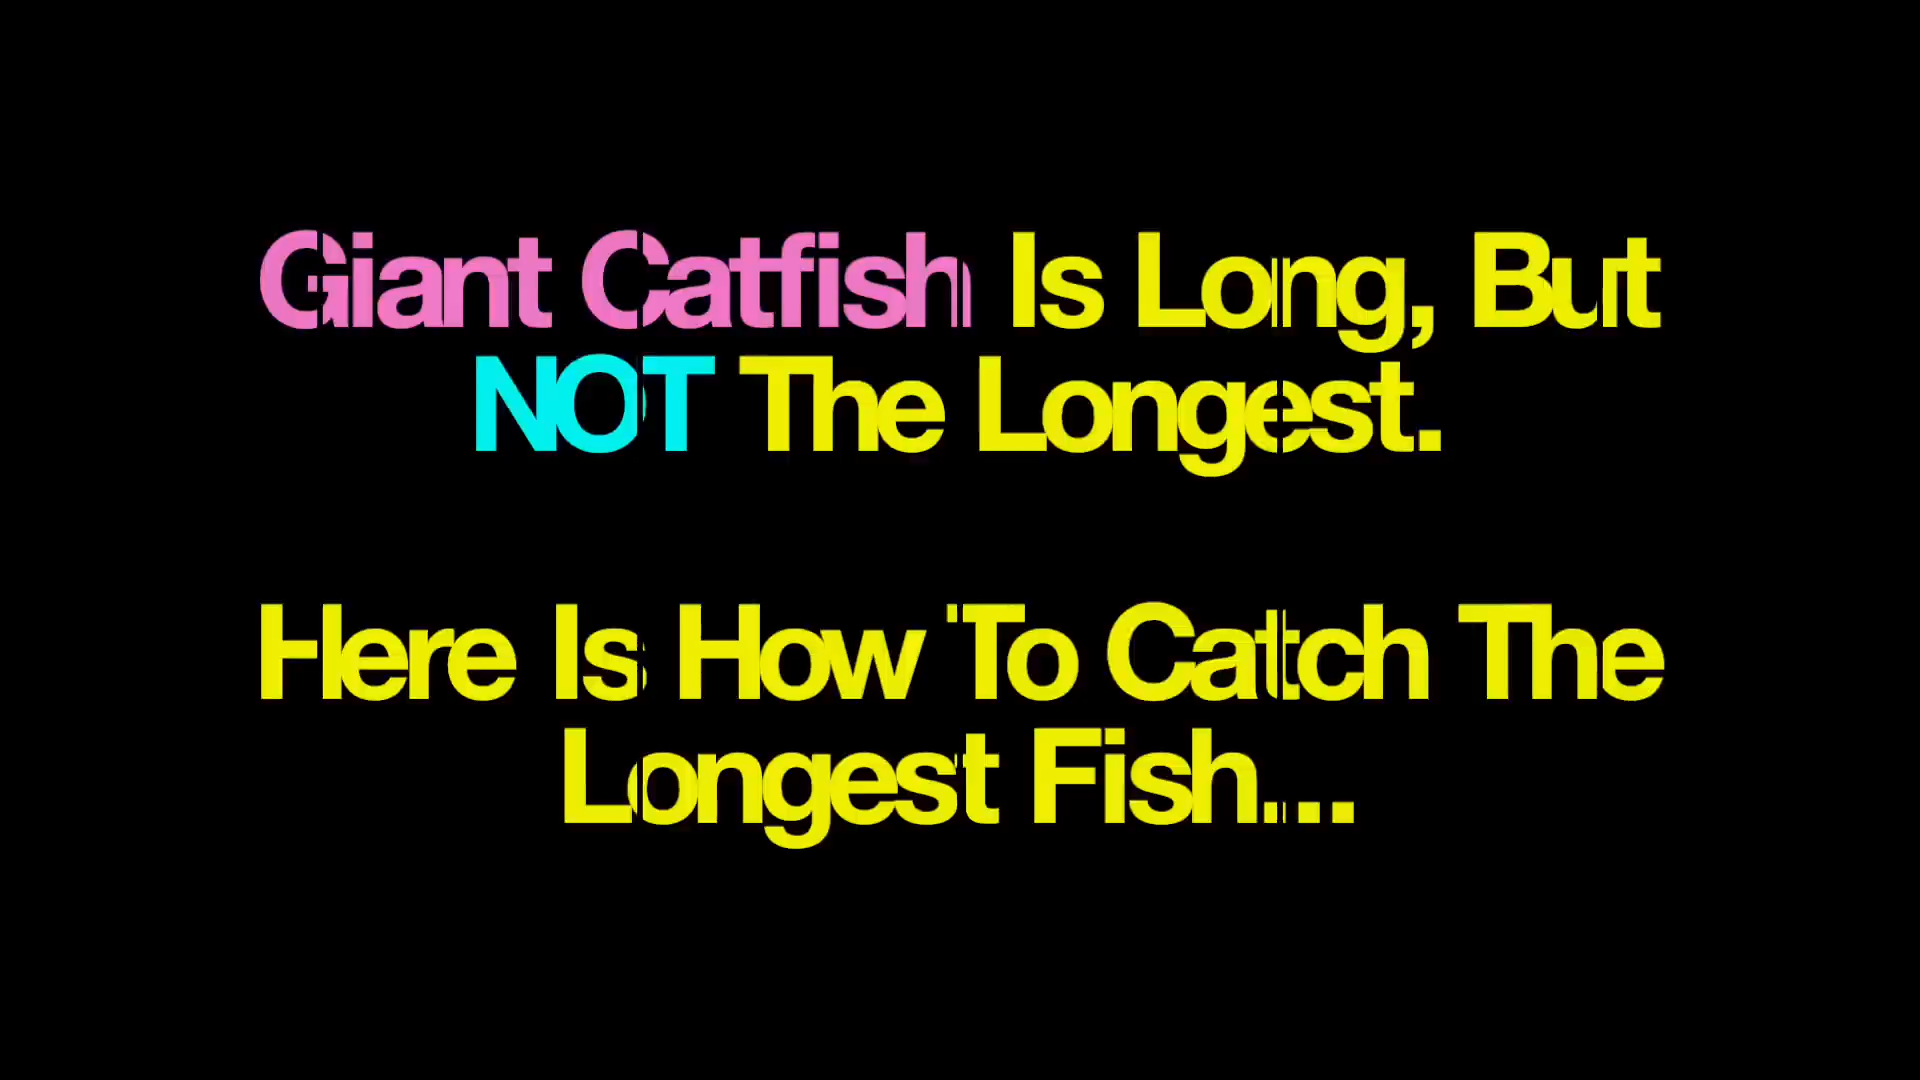 Giant Catfish Is Long, But
NOT The Longest.
Here Is How To Catch The
Longest Fish...